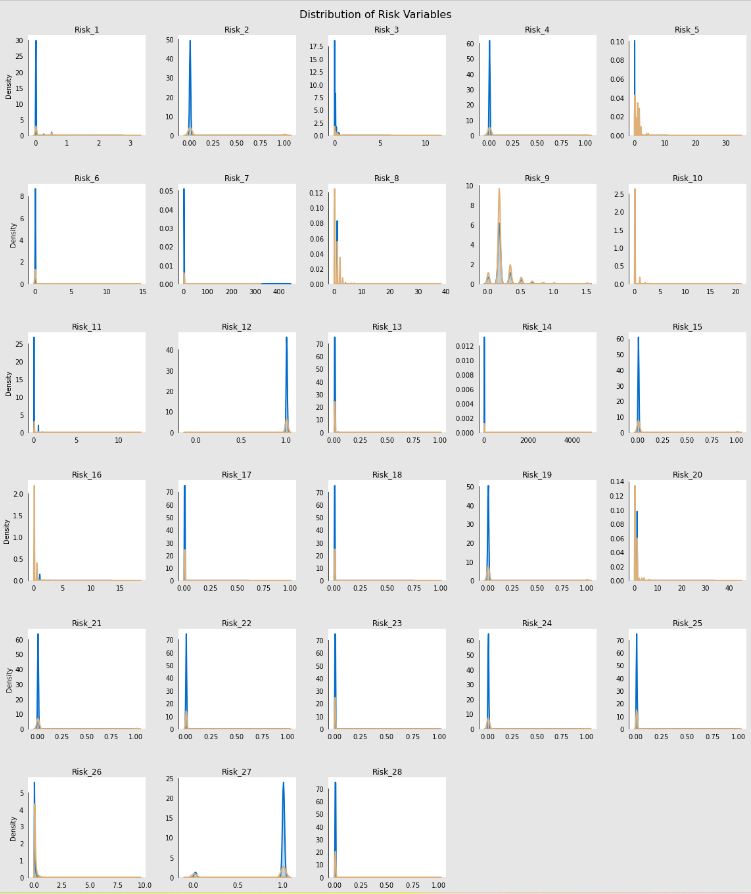 Distribution of Risk Variables
Risk_1 Risk_2 Risk_3 Risk_4 Risk_5
30 50 17.5 60 0.10
25 40 15.0 50 0.08
20 30 12.5 40 0.06
15 20 10.0 30 0.04
10 10 7.5 20 0.02
5 0 5.0 10 0.00
0 2.5 0
0.0
Density
0 1 2 3 0.00 0.25 0.50 0.75 1.00 0 5 10 0.00 0.25 0.50 0.75 1.00 0 10 20 30
Risk_6 Risk_7 Risk_8 Risk_9 Risk_10
8 0.05 0.12 10 2.5
6 0.04 0.10 8 2.0
4 0.03 0.08 6 1.5
2 0.02 0.06 4 1.0
0 0.01 0.04 2 0.5
0.00 0.02 0 0.0
0.00
Density
0 5 10 15 0 100 200 300 400 0 10 20 30 40 0.0 0.5 1.0 1.5 0 5 10 15 20
Risk_11 Risk_12 Risk_13 Risk_14 Risk_15
25 40 70 0.012 60
20 30 60 0.010 50
15 20 50 0.008 40
10 10 40 0.006 30
5 0 30 0.004 20
0 20 0.002 10
10 0.000 0
0
Density
0 5 10 0.0 0.5 1.0 0.00 0.25 0.50 0.75 1.00 0 2000 4000 0.00 0.25 0.50 0.75 1.00
Risk_16 Risk_17 Risk_18 Risk_19 Risk_20
2.0 70 70 50 0.14
1.5 60 60 40 0.12
1.0 50 50 30 0.10
0.5 40 40 20 0.08
0.0 30 30 10 0.06
20 20 0 0.04
10 10 0.02
0 0 0.00
Density
0 5 10 15 0.00 0.25 0.50 0.75 1.00 0.00 0.25 0.50 0.75 1.00 0.00 0.25 0.50 0.75 1.00 0 10 20 30 40
Risk_21 Risk_22 Risk_23 Risk_24 Risk_25
60 70 70 60 70
50 60 60 50 60
40 50 50 40 50
30 40 40 30 40
20 30 30 20 30
10 20 20 10 20
0 10 10 0 10
0 0 0
Density
0.00 0.25 0.50 0.75 1.00 0.00 0.25 0.50 0.75 1.00 0.00 0.25 0.50 0.75 1.00 0.00 0.25 0.50 0.75 1.00 0.00 0.25 0.50 0.75 1.00
Risk_26 Risk_27 Risk_28
5 25 70
4 20 60
3 15 50
2 10 40
1 5 30
0 0 20
10
0
Density
0.0 2.5 5.0 7.5 10.0 0.0 0.5 1.0 0.00 0.25 0.50 0.75 1.00